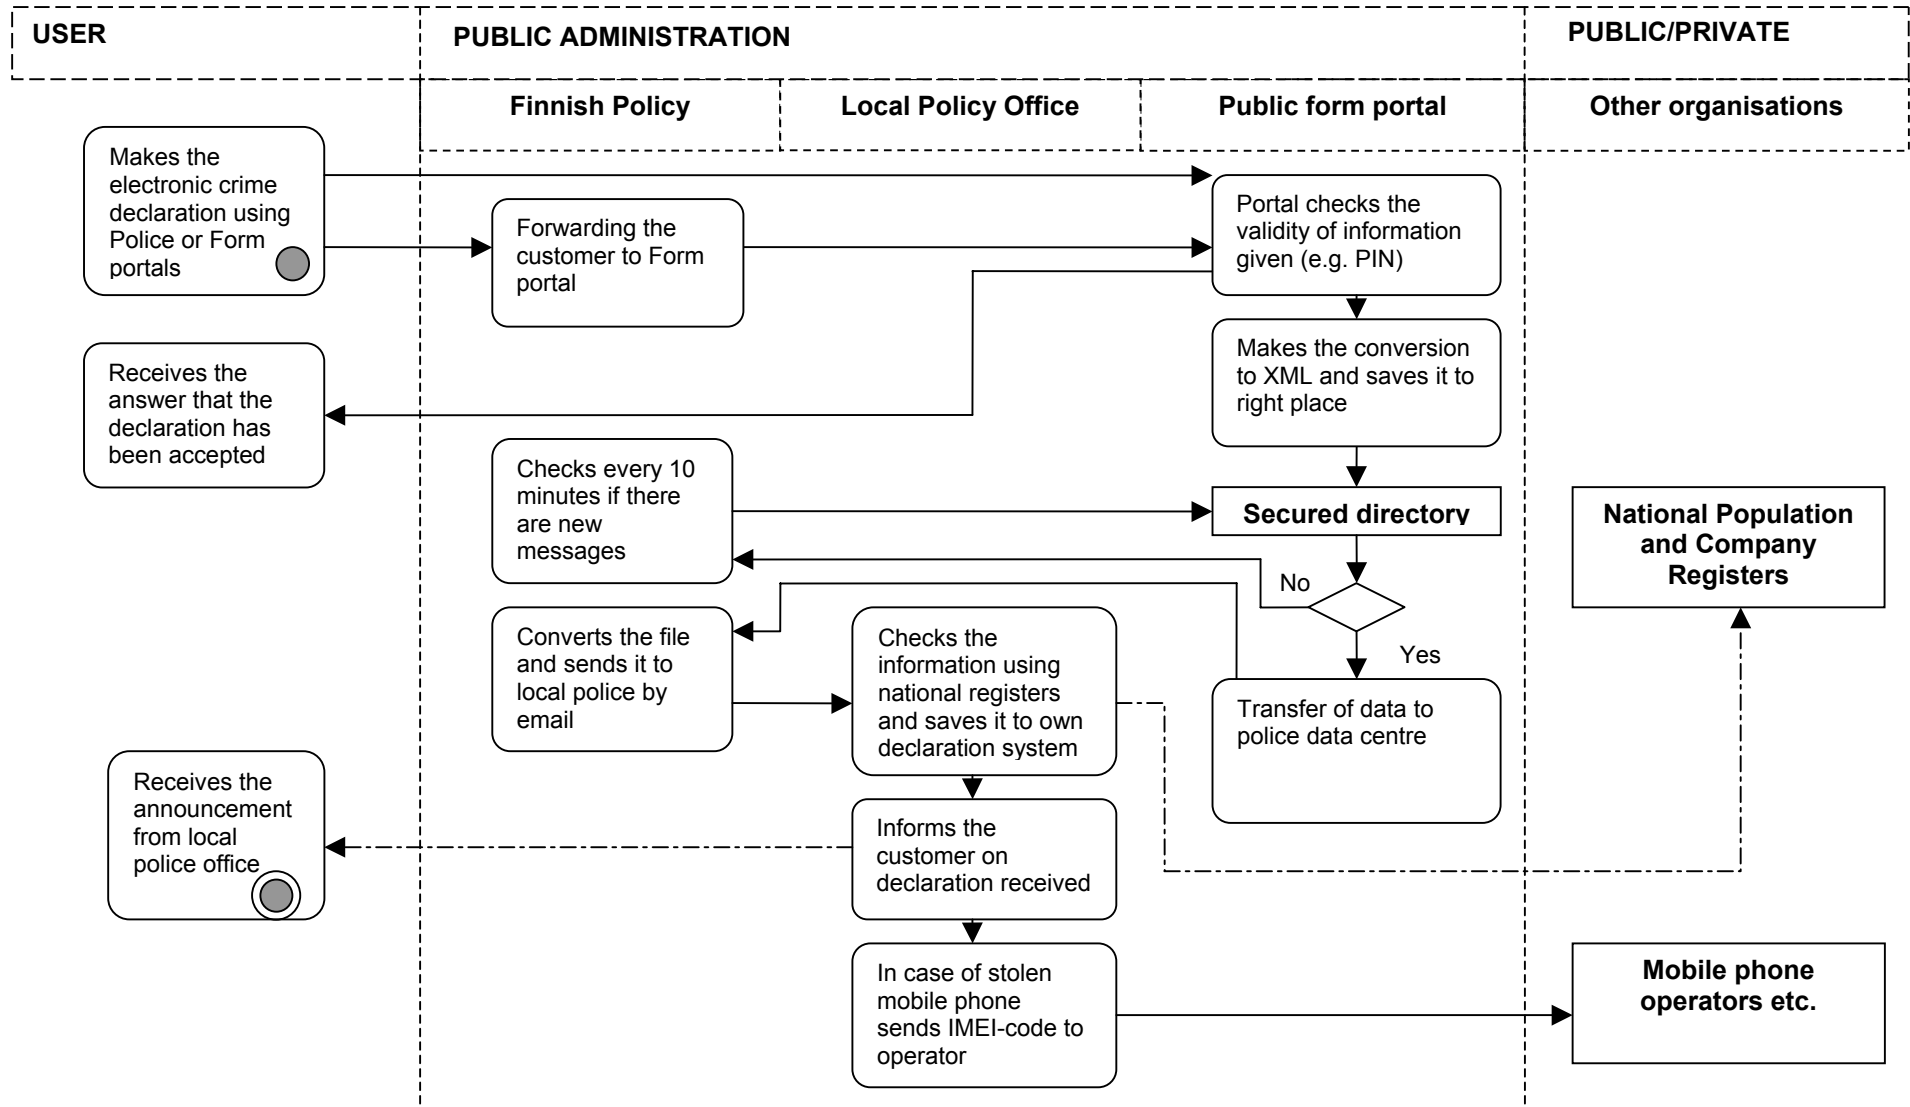 USER
PUBLIC ADMINISTRATION
PUBLIC/PRIVATE
Finnish Policy
Local Policy Office
Public form portal
Other organisations
Makes the
electronic crime
declaration using
Police or Form
portals
Forwarding the
customer to Form
portal
Portal checks the
validity of information
given (e.g. PIN)
Makes the conversion
to XML and saves it to
right place
Receives the
answer that the
declaration has
been accepted
Checks every 10
minutes if there
are new
messages
Secured directory
National Population
and Company
Registers
No
Yes
Converts the file
and sends it to
local police by
email
Checks the
information using
national registers
and saves it to own
declaration system
Transfer of data to
police data centre
Receives the
announcement
from local
police office
Informs the
customer on
declaration received
In case of stolen
mobile phone
sends IMEI-code to
operator
Mobile phone
operators etc.